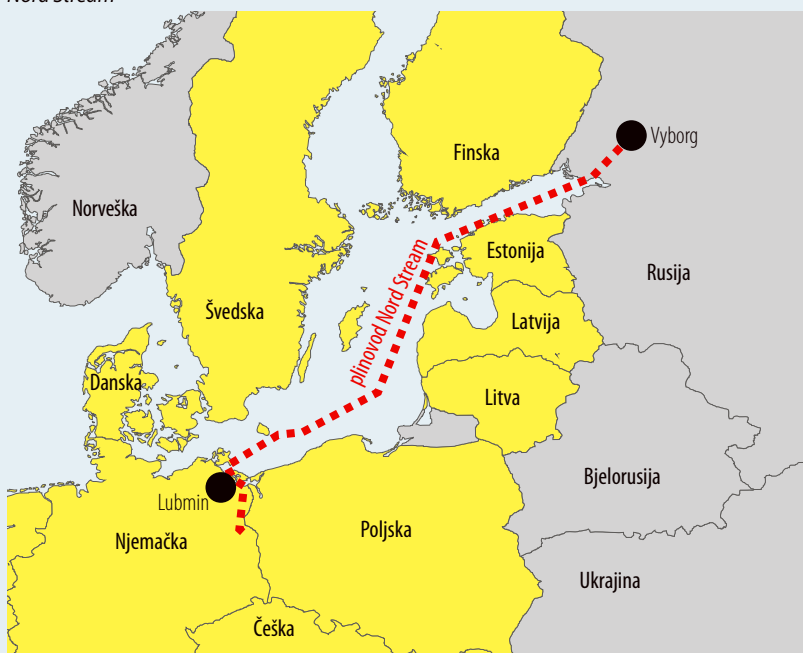 Nord Stream
Finska
Vyborg
Norveška
Estonija
Rusija
Švedska
plinovod Nord Stream
Latvija
Danska
Litva
Bjelorusija
Lubmin
Poljska
Njemačka
Ukrajina
Češka